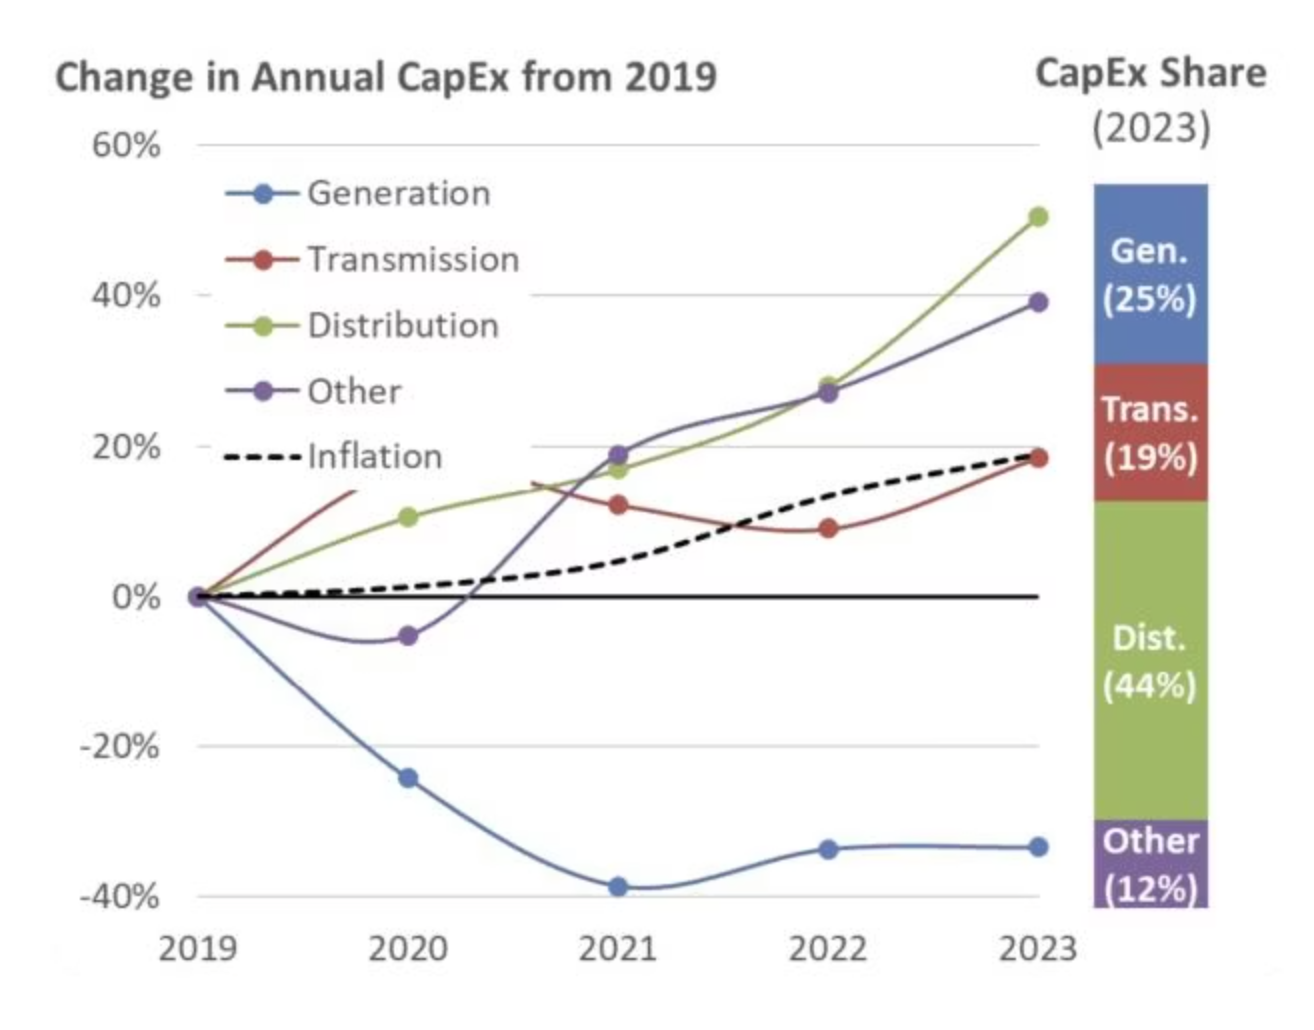 Change in Annual CapEx from 2019
CapEx Share
(2023)
60%
40%
20%
0%
-20%
-40%
Generation
Transmission
Distribution
Other
Inflation
2019
2020
2021
2022
2023
Gen.
(25%)
Trans.
(19%)
Dist.
(44%)
Other
(12%)